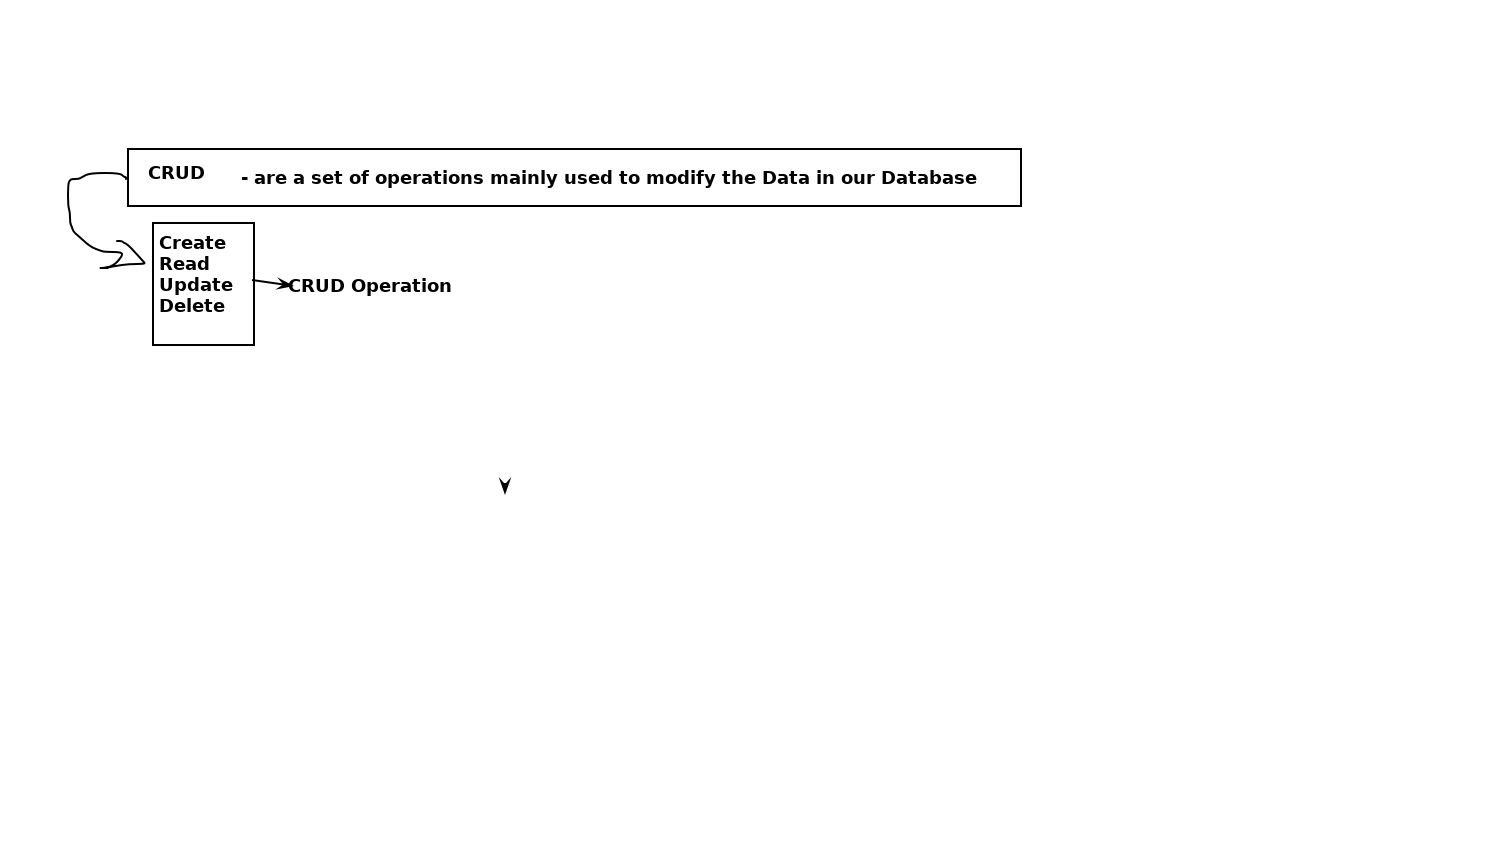 CRUD - are a set of operations mainly used to modify the Data in our Database
Create
Read
Update
Delete
CRUD Operation